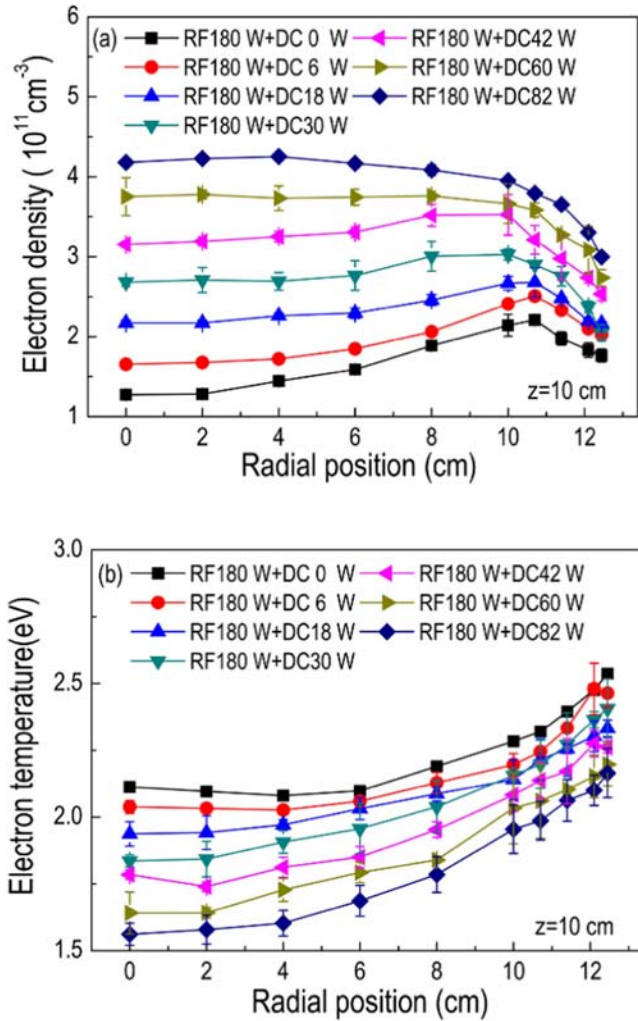 (a)
RF180 W+DC 0 W
RF180 W+DC42 W
RF180 W+DC 6 W
RF180 W+DC60 W
RF180 W+DC18 W
RF180 W+DC82 W
RF180 W+DC30 W
Electron density ( 10¹¹cm⁻³)
6
5
4
3
2
1
z=10 cm
0 2 4 6 8 10 12
Radial position (cm)
(b)
RF180 W+DC 0 W
RF180 W+DC42 W
RF180 W+DC 6 W
RF180 W+DC60 W
RF180 W+DC18 W
RF180 W+DC82 W
RF180 W+DC30 W
Electron temperature(eV)
3.0
2.5
2.0
1.5
z=10 cm
0 2 4 6 8 10 12
Radial position (cm)